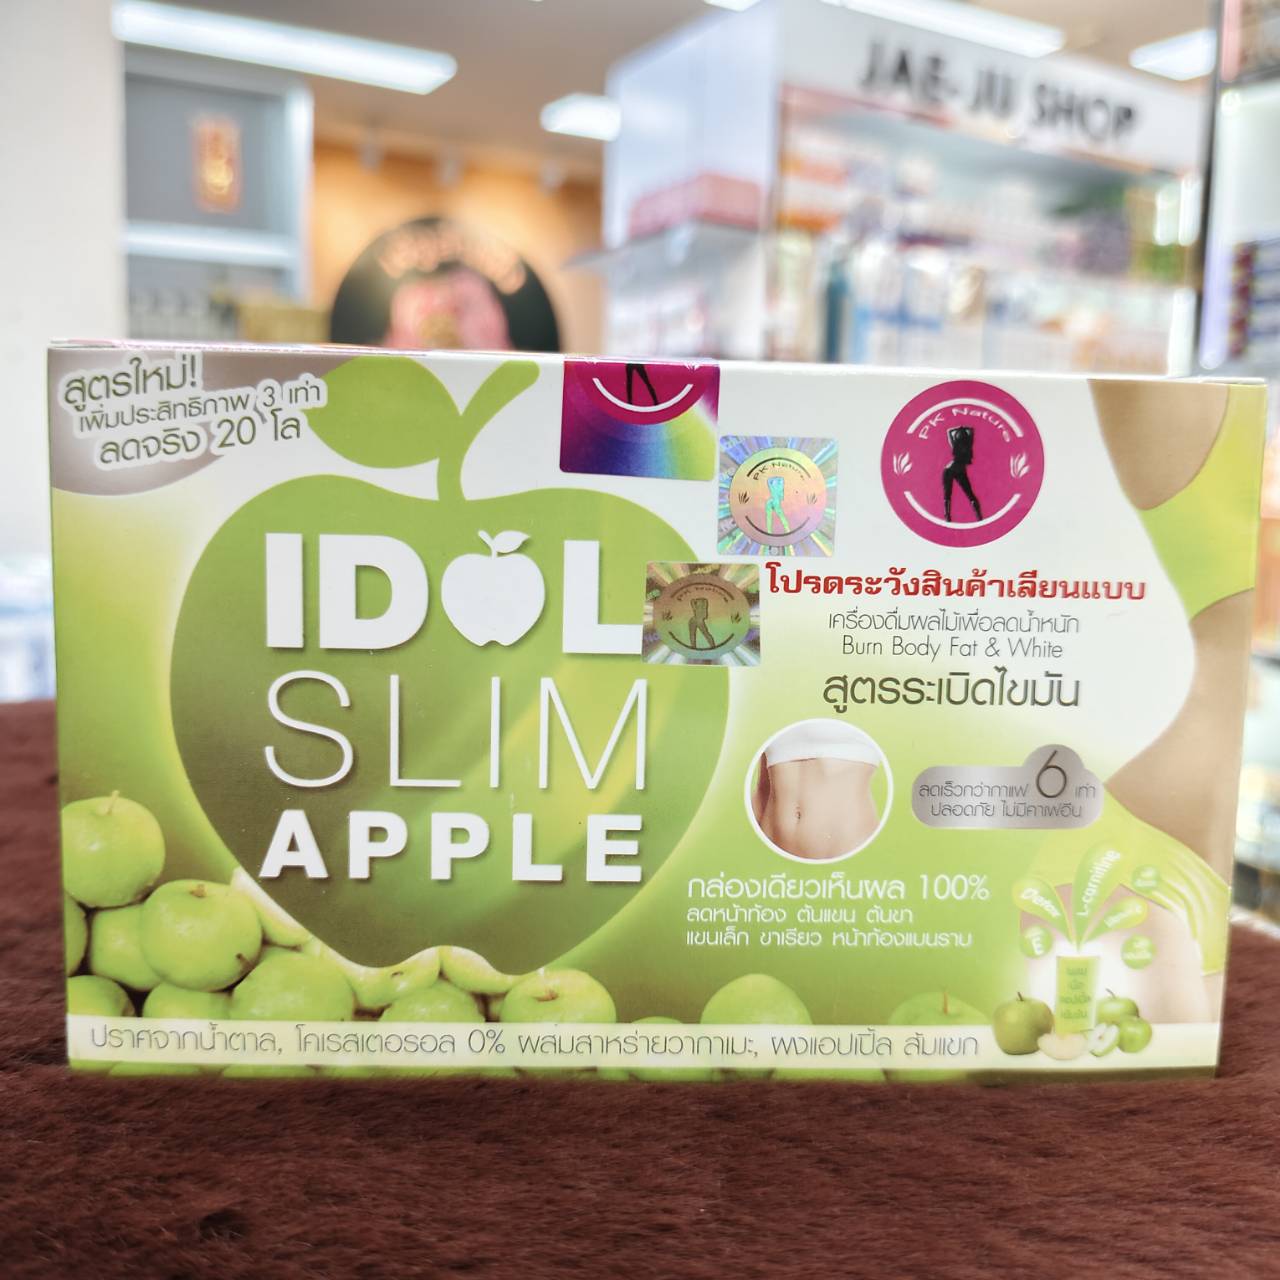 JAE-JU SHOP
สูตรใหม่!
เพิ่มประสิทธิภาพ 3 เท่า
ลดจริง 20 โล
IDOL
SLIM
APPLE
PK Nature
PK Nature
PK Nature
โปรดระวังสินค้าเลียนแบบ
เครื่องดื่มผลไม้เพื่อลดน้ำหนัก
Burn Body Fat & White
สูตรระเบิดไขมัน
ลดเร็วกว่ากาแฟ 6 เท่า
ปลอดภัย ไม่มีคาเฟอีน
กล่องเดียวเห็นผล 100%
ลดหน้าท้อง ต้นแขน ต้นขา
แขนเล็ก ขาเรียว หน้าท้องแบนราบ
Detox
L-carnitine
E
ปราศจากน้ำตาล, โคเรสเตอรอล 0% ผสมสาหร่ายวากาเมะ, ผงแอปเปิ้ล ส้มแขก